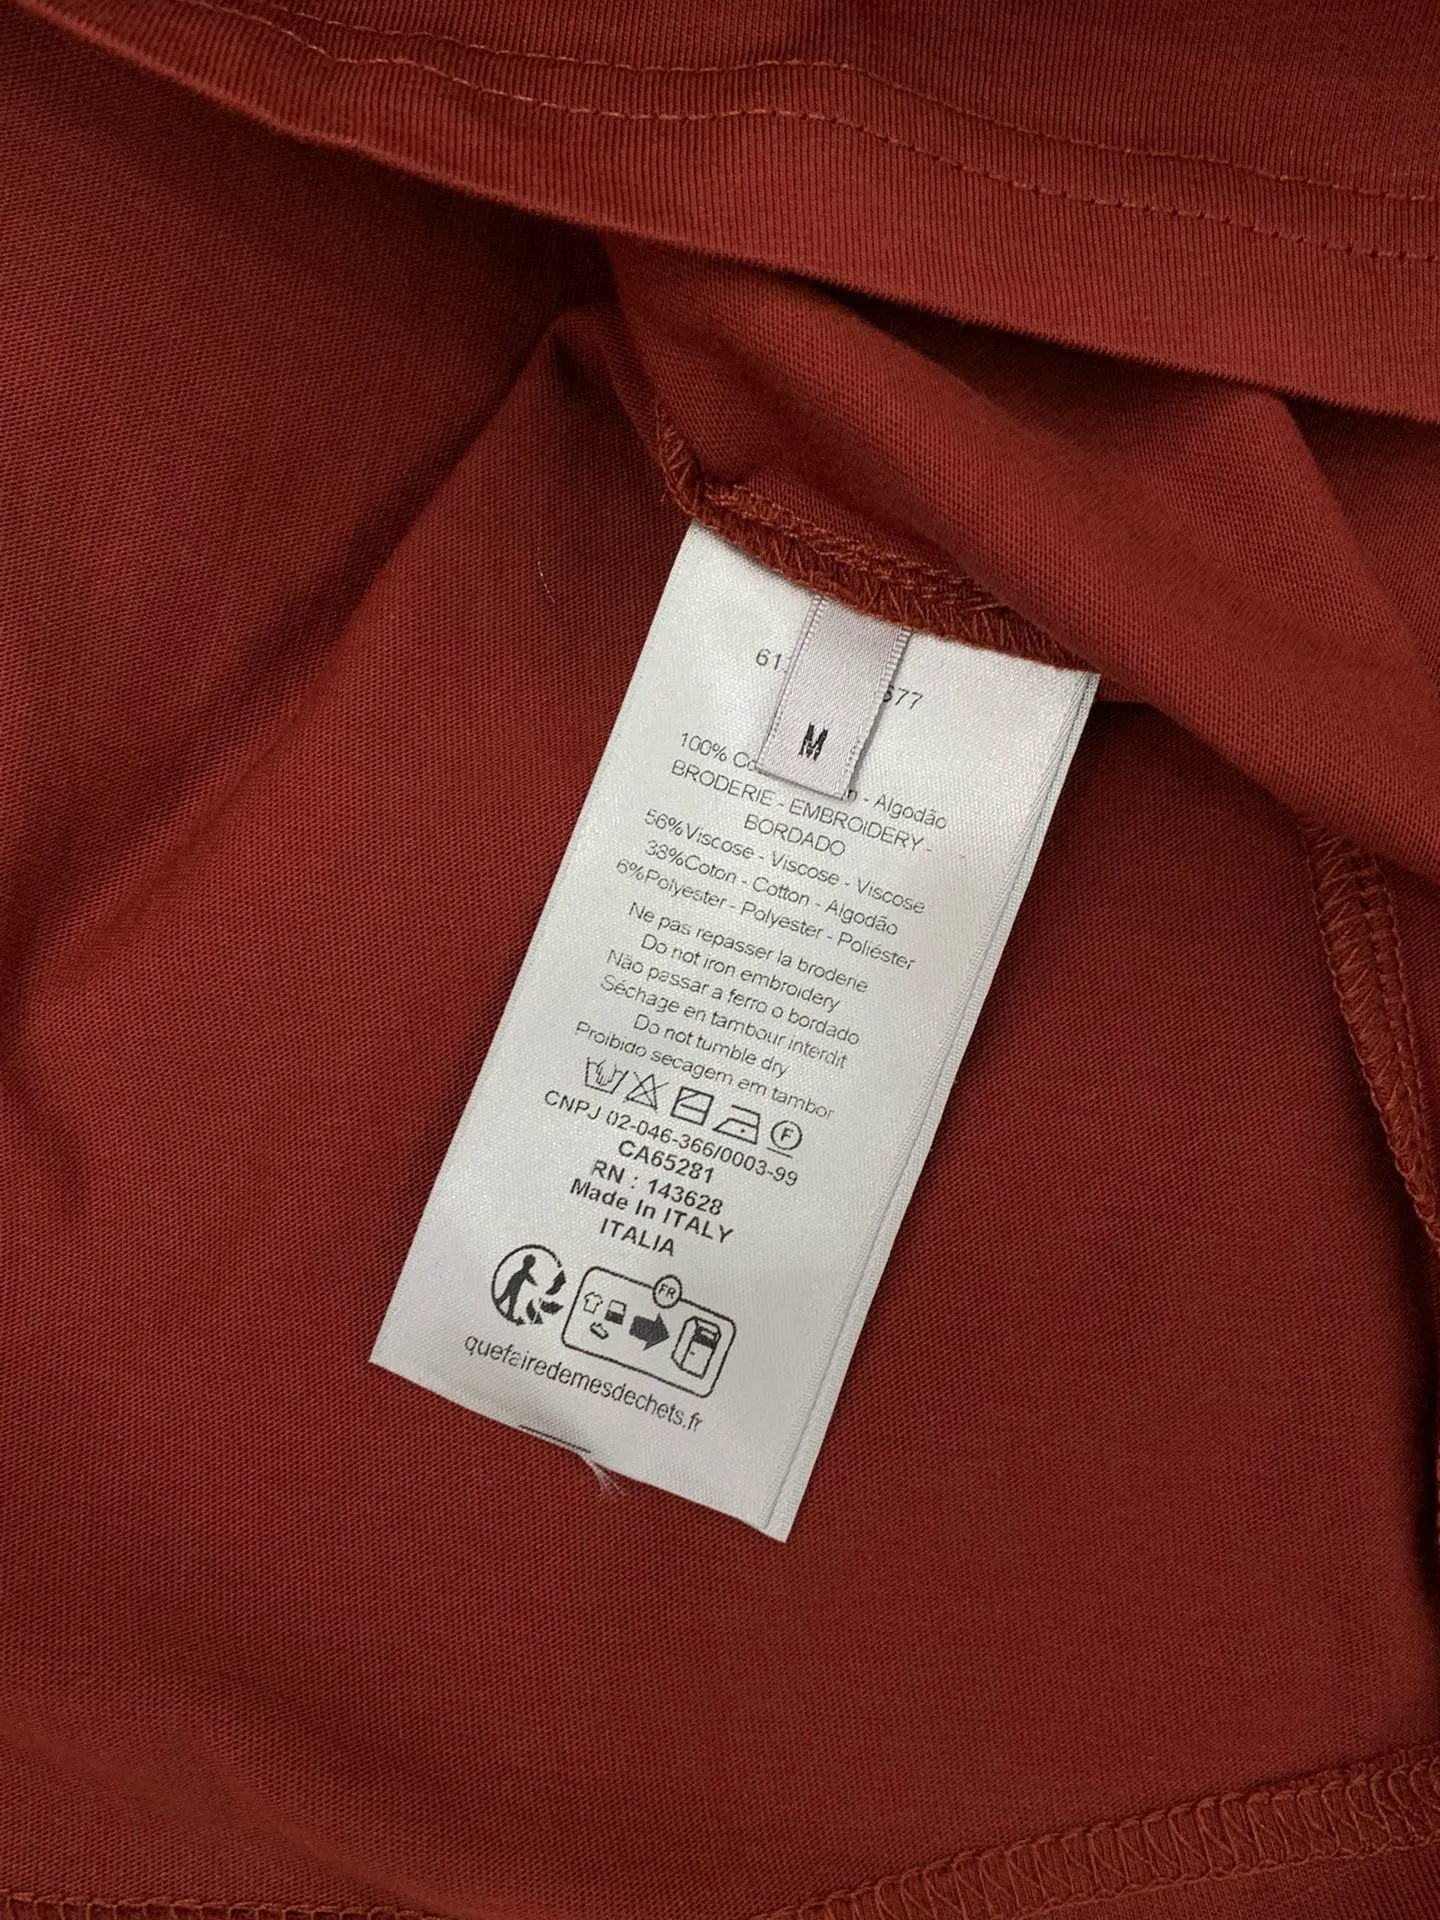 M
677
100%
- Algodão
BRODERIE - EMBROIDERY -
BORDADO
56%Viscose - Viscose - Viscose
38%Coton - Cotton - Algodão
6%Polyester - Polyester - Poliéster
Ne pas repasser la broderie
Do not iron embroidery
Não passar a ferro o bordado
Séchage en tambour interdit
Do not tumble dry
Proibido secagem em tambor
F
CNPJ 02-046-366/0003-99
CA65281
RN : 143628
Made In ITALY
ITALIA
FR
quefairedemesdechets.fr